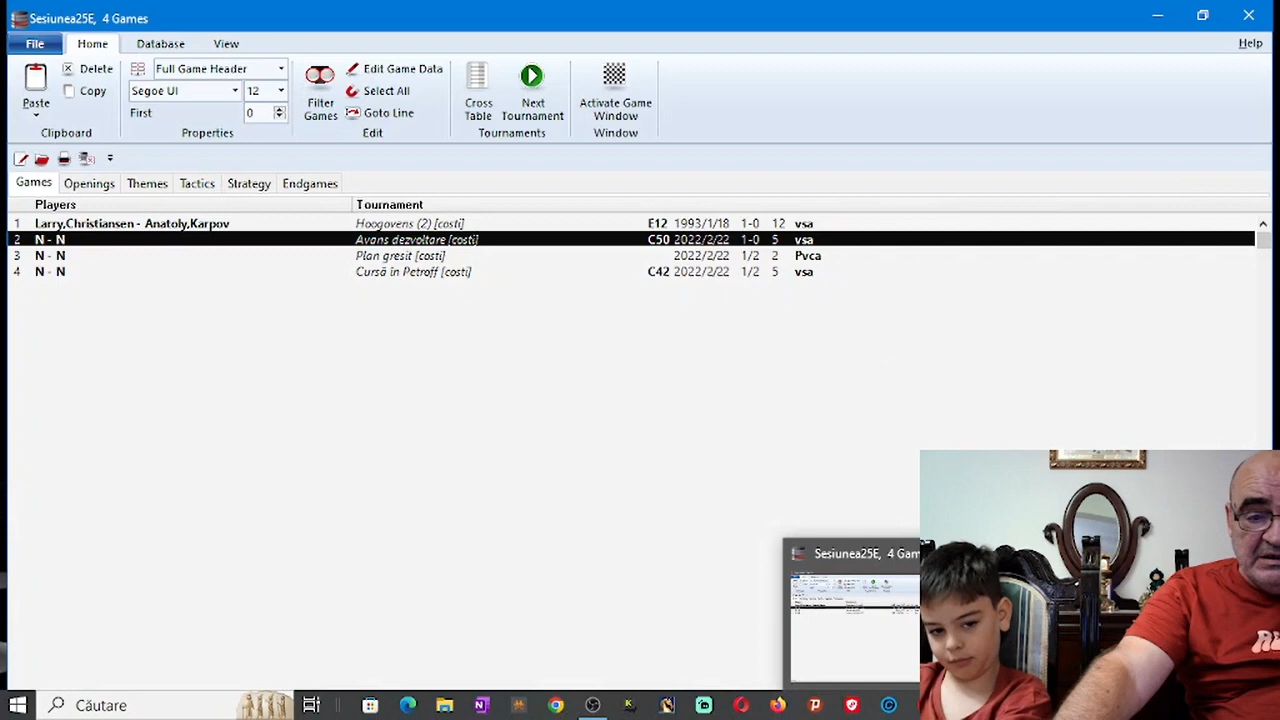 Sesiunea25E, 4 Games
File Home Database View Help
Paste Delete Copy Clipboard
Full Game Header Segoe UI 12 First 0 Properties
Filter Games Edit Game Data Select All Goto Line Edit
Cross Table Next Tournament Tournaments
Activate Game Window Window
Games Openings Themes Tactics Strategy Endgames
Players Tournament
1 Larry,Christiansen - Anatoly,Karpov Hoogovens (2) [costi] E12 1993/1/18 1-0 12 vsa
2 N - N Avans dezvoltare [costi] C50 2022/2/22 1-0 5 vsa
3 N - N Plan gresit [costi] 2022/2/22 1/2 2 Pvca
4 N - N Cursă în Petroff [costi] C42 2022/2/22 1/2 5 vsa
Sesiunea25E, 4 Gam
Căutare